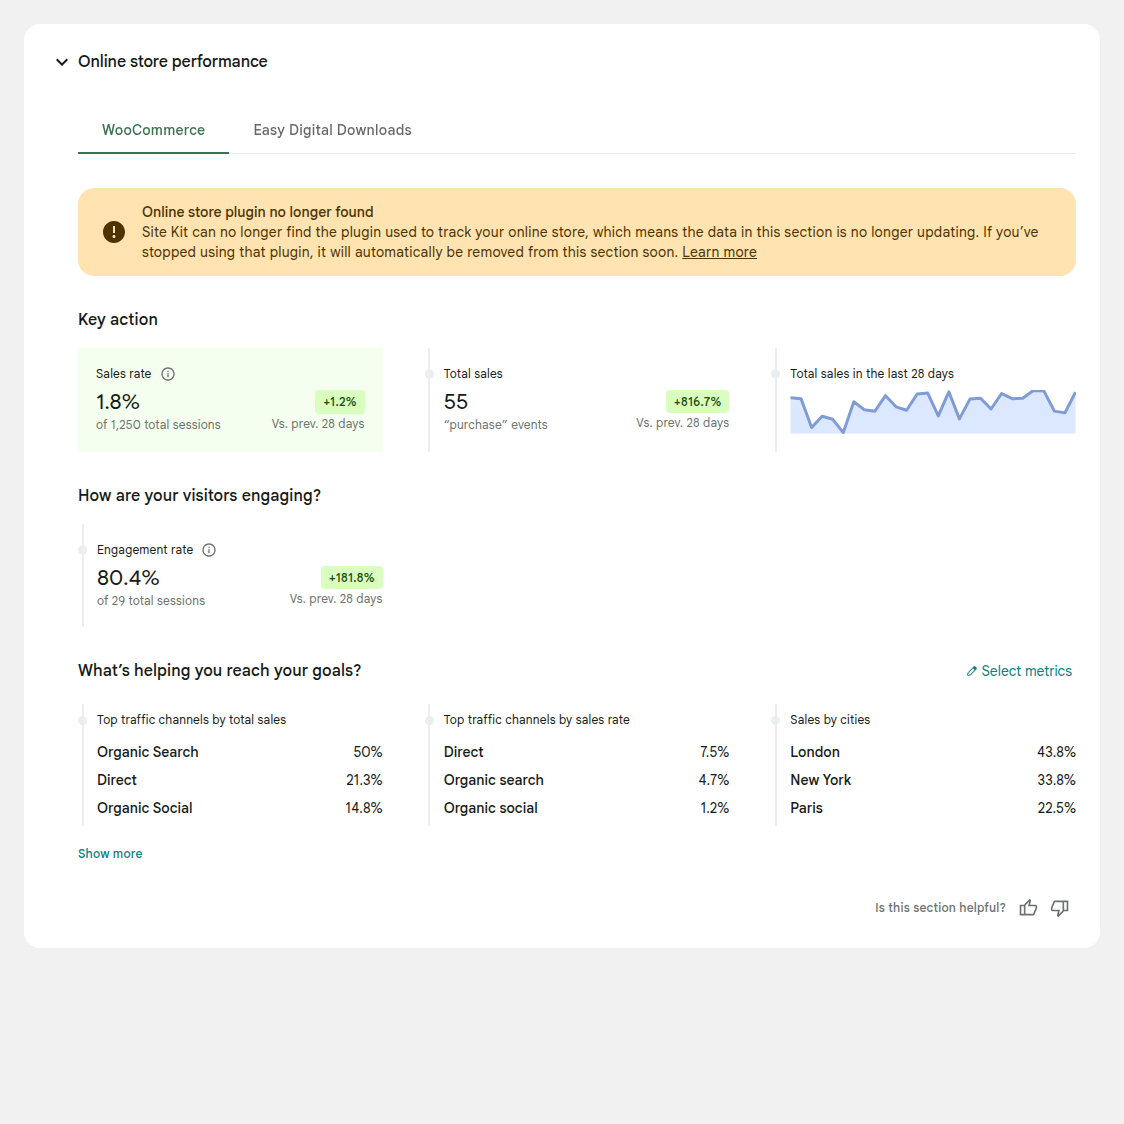 Online store performance
WooCommerce
Easy Digital Downloads
Online store plugin no longer found
Site Kit can no longer find the plugin used to track your online store, which means the data in this section is no longer updating. If you’ve
stopped using that plugin, it will automatically be removed from this section soon. Learn more
Key action
Sales rate
1.8%
+1.2%
of 1,250 total sessions
Vs. prev. 28 days
Total sales
55
+816.7%
“purchase” events
Vs. prev. 28 days
Total sales in the last 28 days
How are your visitors engaging?
Engagement rate
80.4%
+181.8%
of 29 total sessions
Vs. prev. 28 days
What’s helping you reach your goals?
Select metrics
Top traffic channels by total sales
Organic Search 50%
Direct 21.3%
Organic Social 14.8%
Top traffic channels by sales rate
Direct 7.5%
Organic search 4.7%
Organic social 1.2%
Sales by cities
London 43.8%
New York 33.8%
Paris 22.5%
Show more
Is this section helpful?